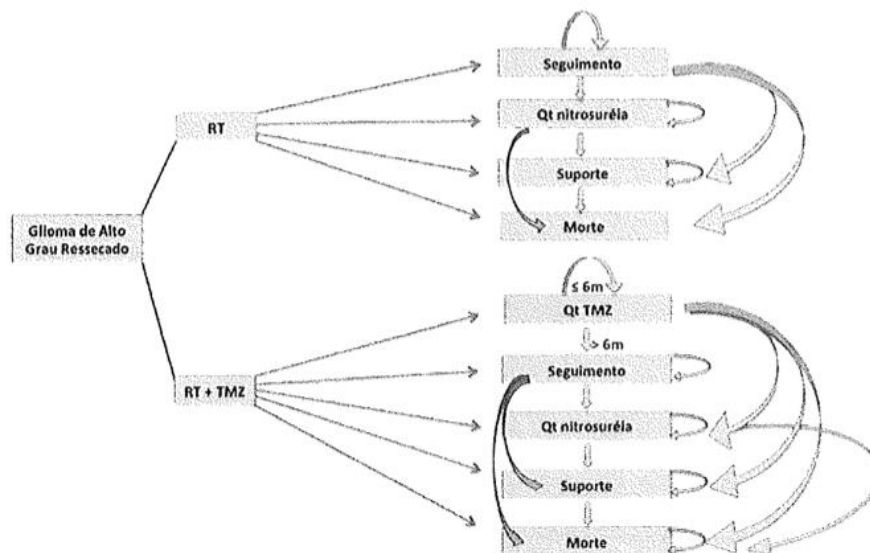 Seguimento
RT
Qt nitrosuréia
Suporte
Morte
Glioma de Alto
Grau Ressecado
≤ 6m
Qt TMZ
> 6m
Seguimento
RT + TMZ
Qt nitrosuréia
Suporte
Morte